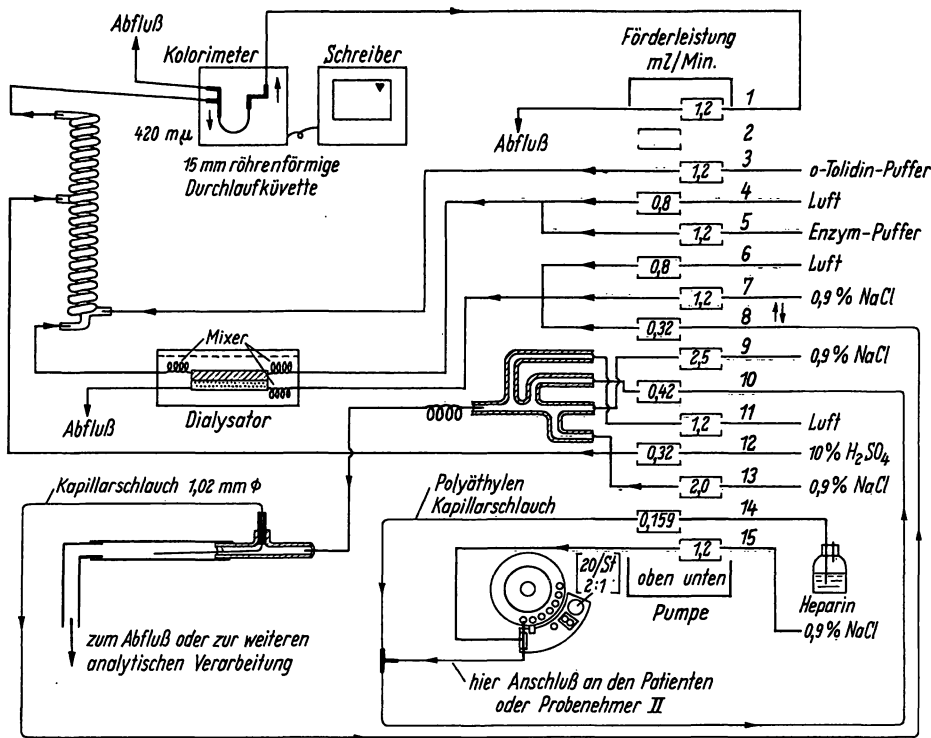 Abfluß
Kolorimeter
Schreiber
420 mμ
15 mm röhrenförmige
Durchlaufküvette
Förderleistung
ml/Min.
1,2 1
Abfluß
2
1,2 3 o-Tolidin-Puffer
0,8 4 Luft
1,2 5 Enzym-Puffer
0,8 6 Luft
1,2 7 0,9% NaCl
0,32 8
2,5 9 0,9% NaCl
0,42 10
1,2 11 Luft
0,32 12 10% H₂SO₄
2,0 13 0,9% NaCl
0,159 14
1,2 15
Mixer
Dialysator
Abfluß
Kapillarschlauch 1,02 mm Φ
Polyäthylen
Kapillarschlauch
20/St
2:1
oben unten
Pumpe
Heparin
0,9% NaCl
zum Abfluß oder zur weiteren
analytischen Verarbeitung
hier Anschluß an den Patienten
oder Probenehmer II